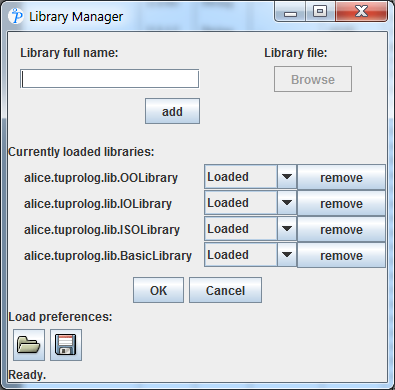 Library Manager
Library full name: Library file:
Browse
add
Currently loaded libraries:
alice.tuprolog.lib.OOLibrary Loaded remove
alice.tuprolog.lib.IOLibrary Loaded remove
alice.tuprolog.lib.ISOLibrary Loaded remove
alice.tuprolog.lib.BasicLibrary Loaded remove
OK Cancel
Load preferences:
Ready.